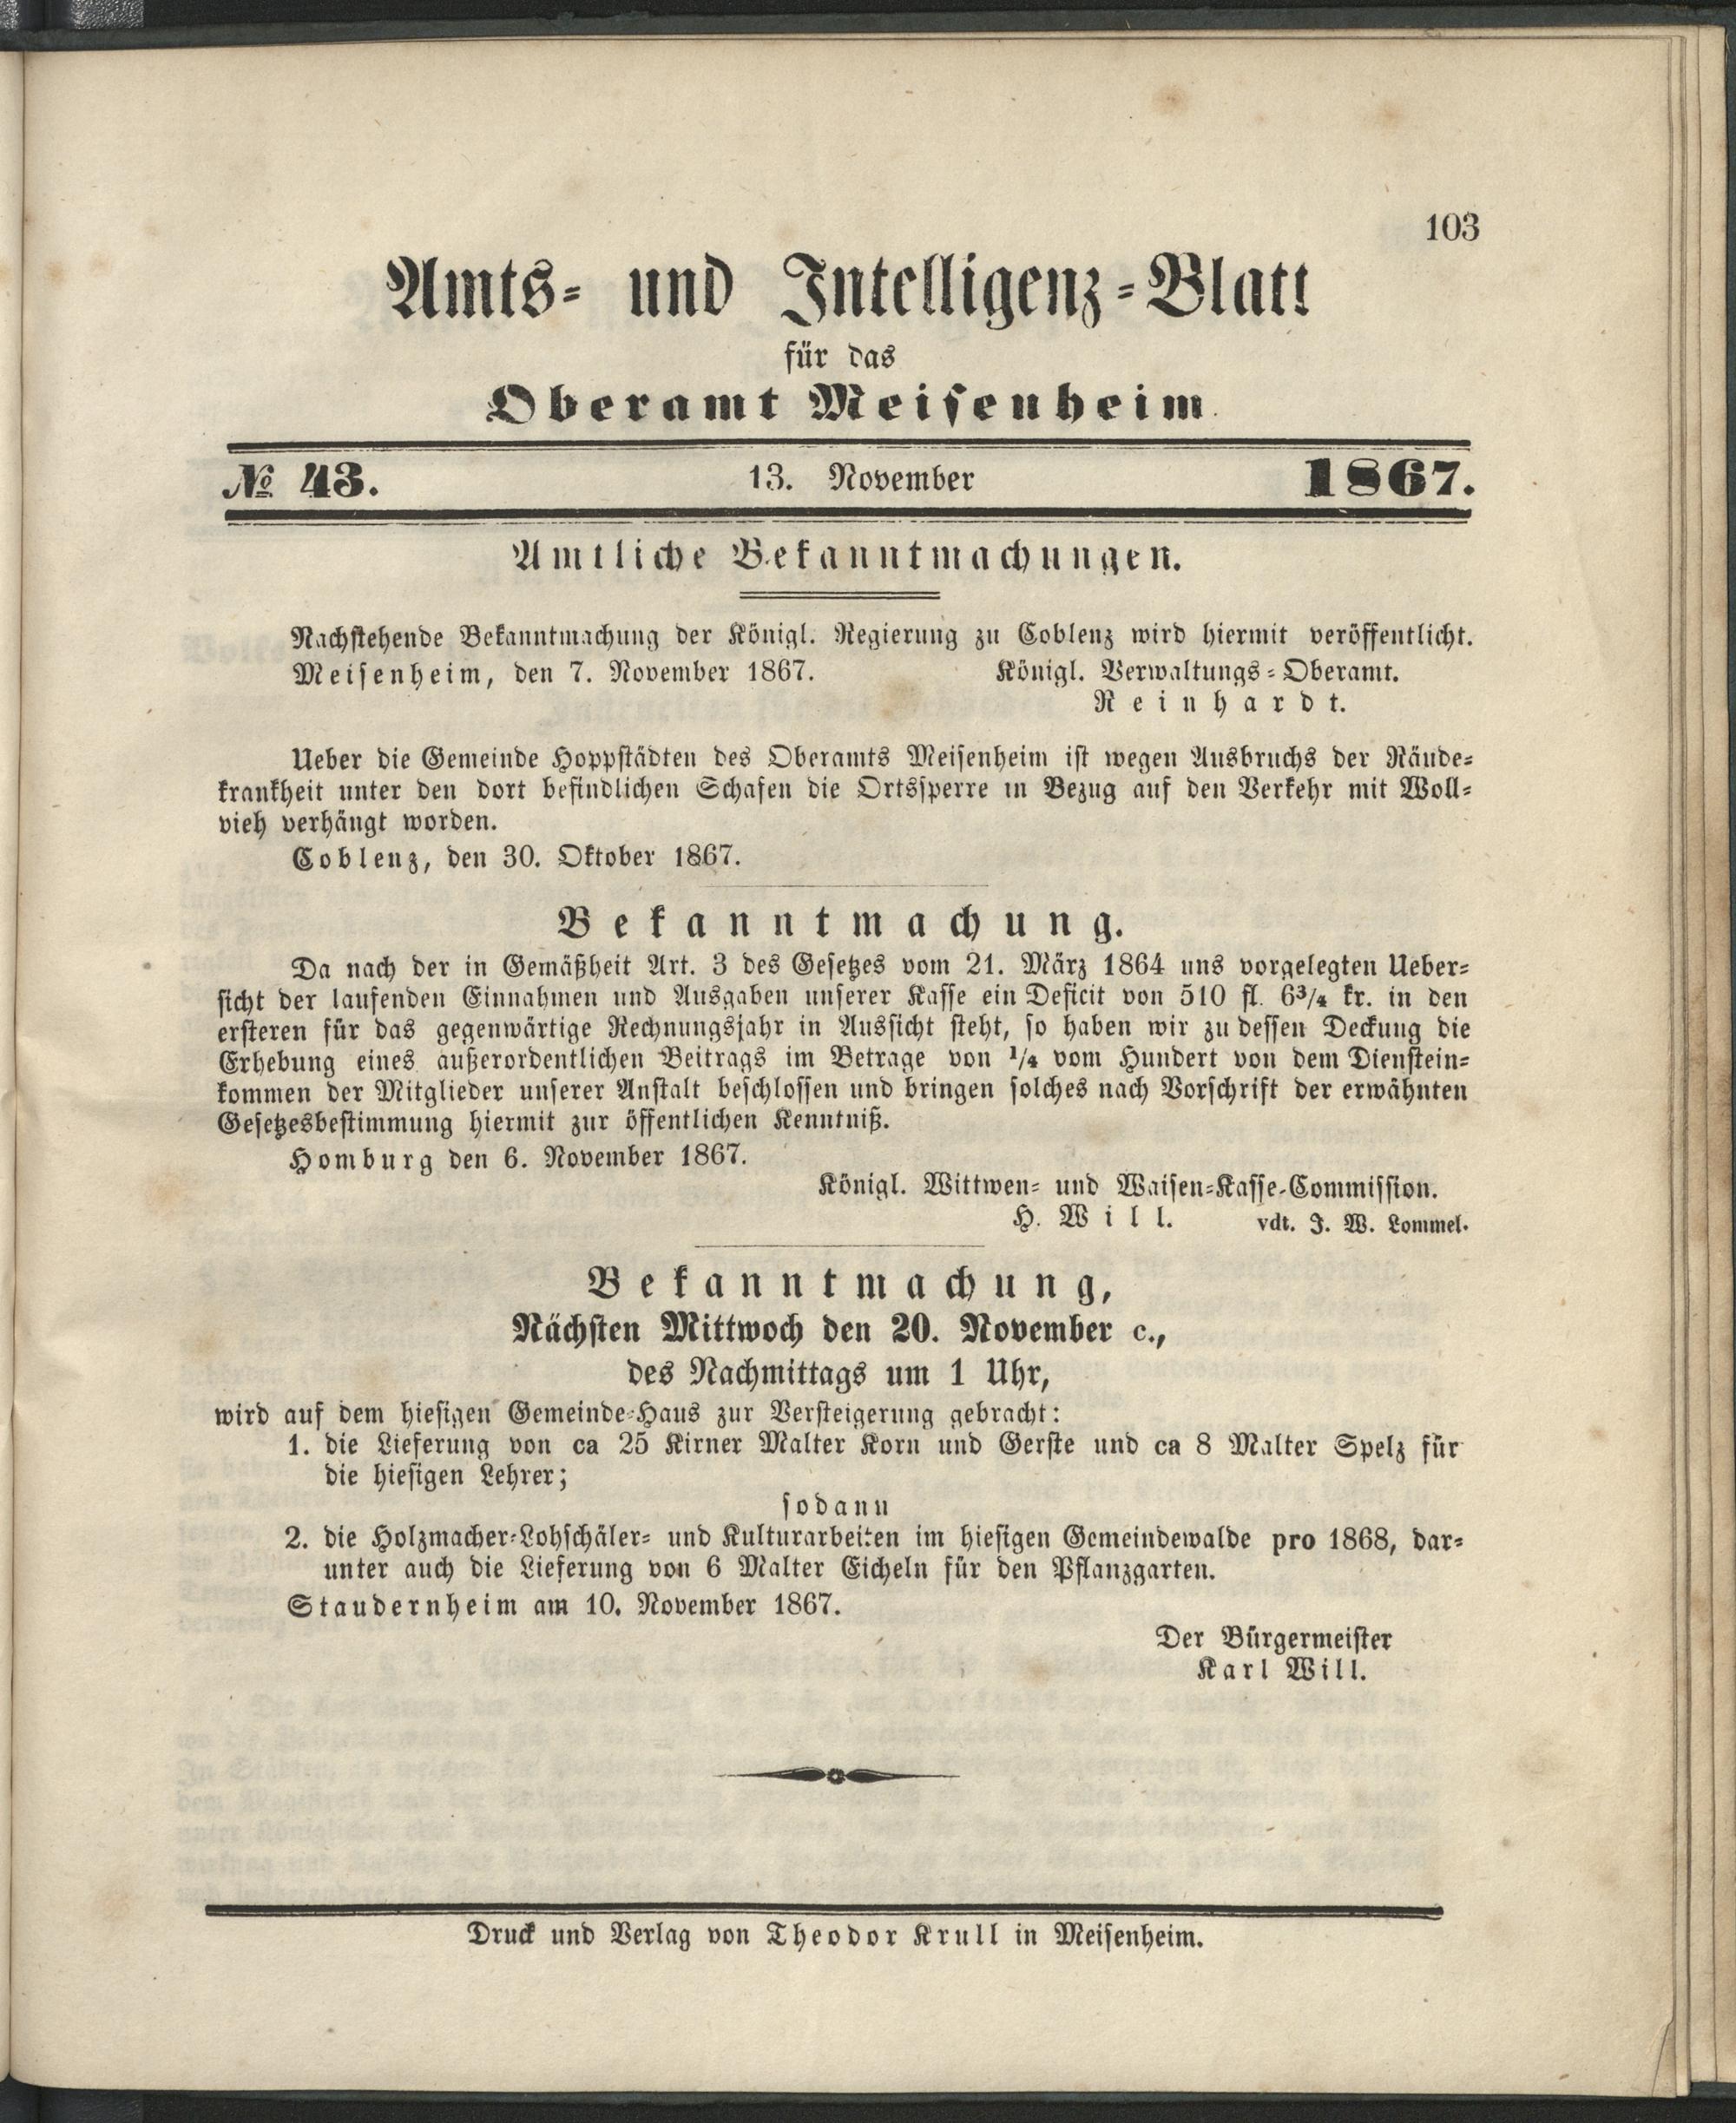 103
Amts- und Intelligenz-Blatt
für das
Oberamt Meisenheim.
№ 43. 13. November 1867.
Amtliche Bekanntmachungen.
Nachstehende Bekanntmachung der Königl. Regierung zu Coblenz wird hiermit veröffentlicht.
Meisenheim, den 7. November 1867. Königl. Verwaltungs-Oberamt.
Reinhardt.
Ueber die Gemeinde Hoppstädten des Oberamts Meisenheim ist wegen Ausbruchs der Räude-
krankheit unter den dort befindlichen Schafen die Ortssperre in Bezug auf den Verkehr mit Woll-
vieh verhängt worden.
Coblenz, den 30. Oktober 1867.
Bekanntmachung.
Da nach der in Gemäßheit Art. 3 des Gesetzes vom 21. März 1864 uns vorgelegten Ueber-
sicht der laufenden Einnahmen und Ausgaben unserer Kasse ein Deficit von 510 fl. 6¾ kr. in den
ersteren für das gegenwärtige Rechnungsjahr in Aussicht steht, so haben wir zu dessen Deckung die
Erhebung eines außerordentlichen Beitrags im Betrage von ¼ vom Hundert von dem Dienstein-
kommen der Mitglieder unserer Anstalt beschlossen und bringen solches nach Vorschrift der erwähnten
Gesetzesbestimmung hiermit zur öffentlichen Kenntniß.
Homburg den 6. November 1867.
Königl. Wittwen- und Waisen-Kasse-Commission.
H. Will. vdt. J. W. Lommel.
Bekanntmachung,
Nächsten Mittwoch den 20. November c.,
des Nachmittags um 1 Uhr,
wird auf dem hiesigen Gemeinde-Haus zur Versteigerung gebracht:
1. die Lieferung von ca 25 Kirner Malter Korn und Gerste und ca 8 Malter Spelz für
die hiesigen Lehrer;
sodann
2. die Holzmacher-Lohschäler- und Kulturarbeiten im hiesigen Gemeindewalde pro 1868, dar-
unter auch die Lieferung von 6 Malter Eicheln für den Pflanzgarten.
Staudernheim am 10. November 1867.
Der Bürgermeister
Karl Will.
Druck und Verlag von Theodor Krull in Meisenheim.